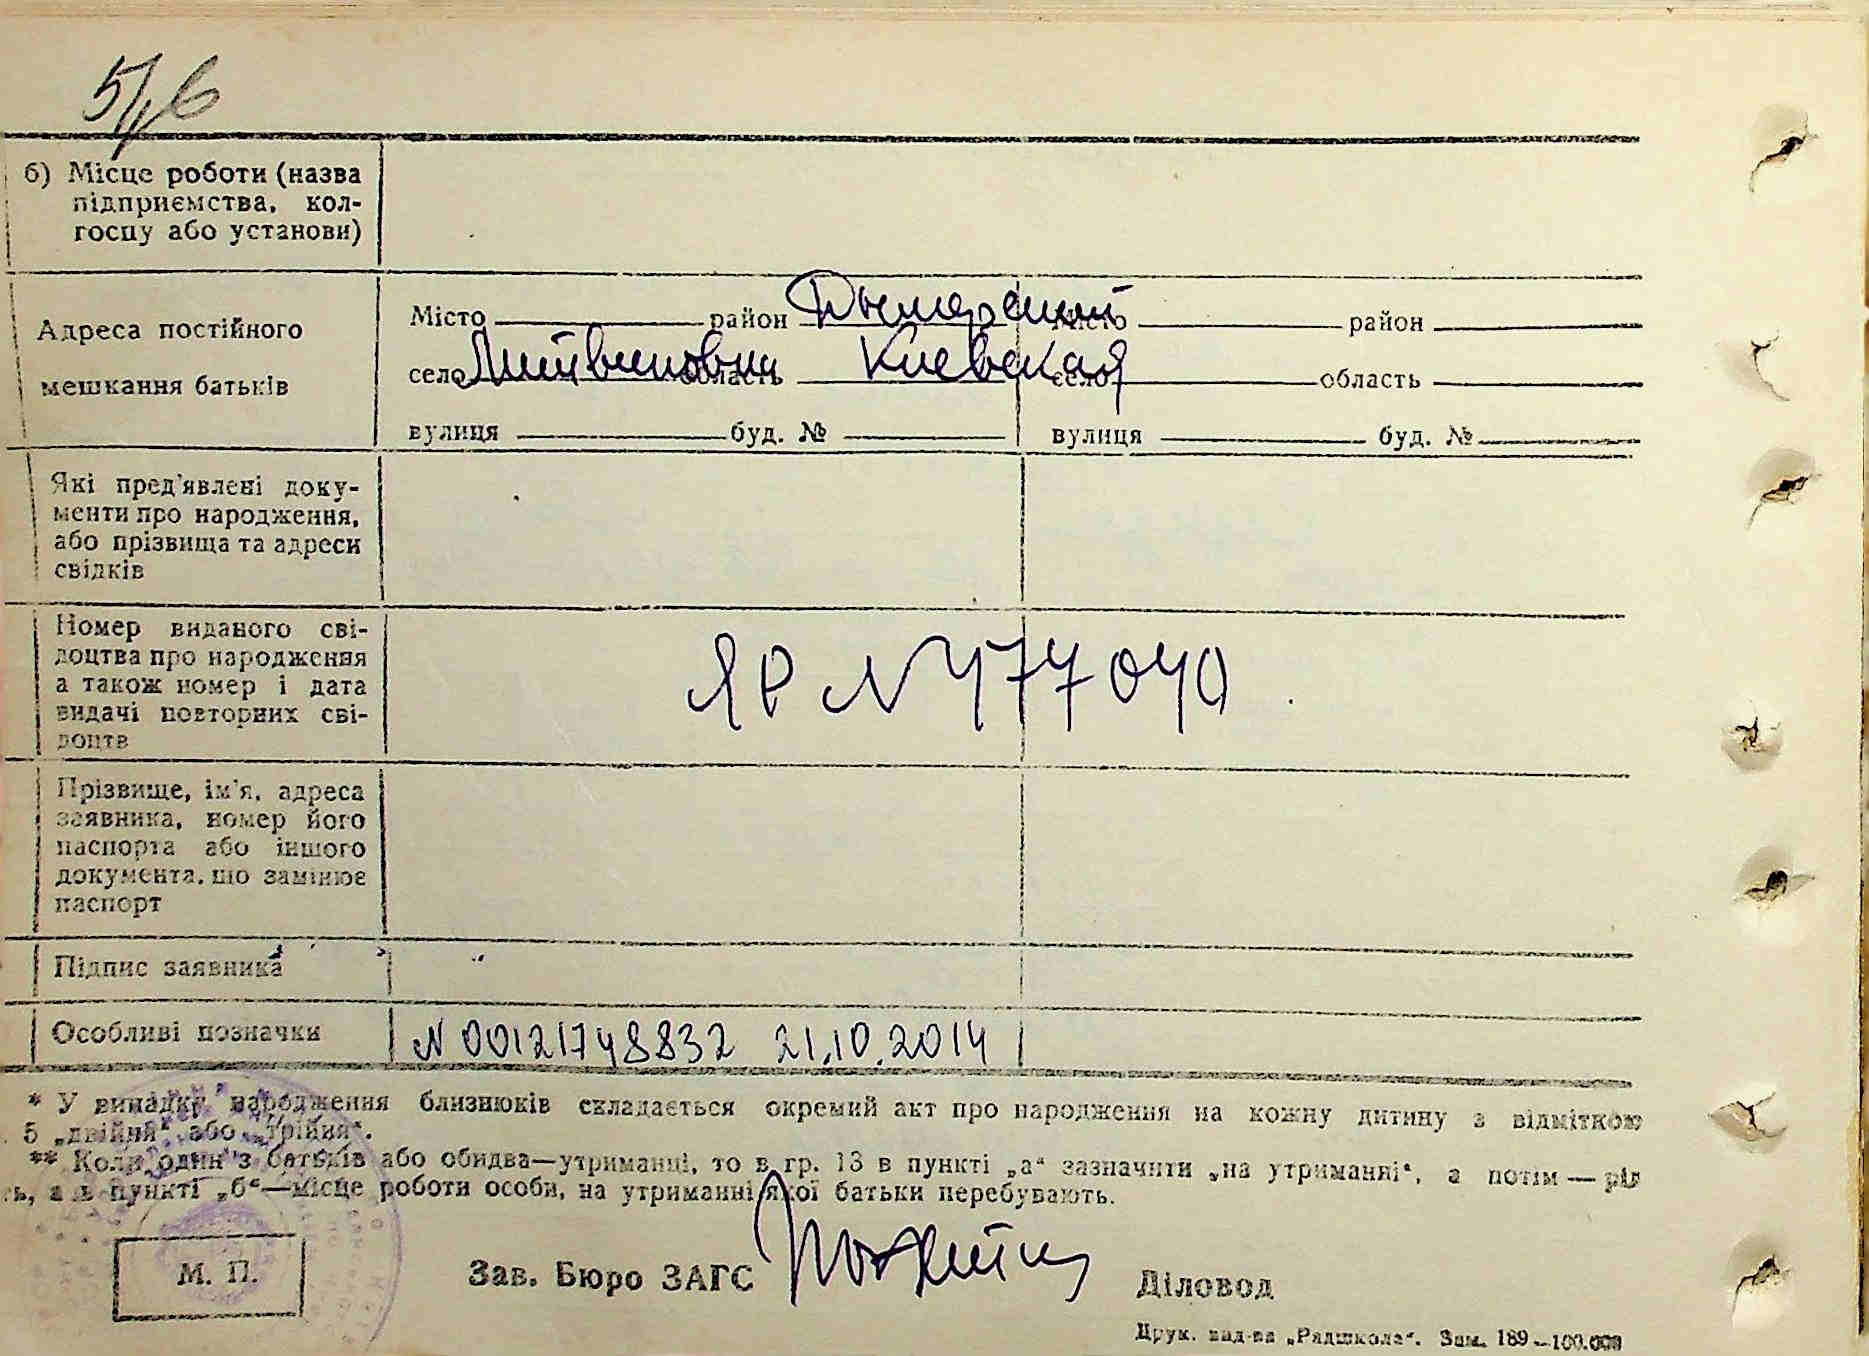 5/6
б) Місце роботи (назва
підприємства, кол-
госпу або установи)
Адреса постійного
мешкання батьків
Місто район Дымерский Місто район
село Литвиновка область Киевская село область
вулиця буд. № вулиця буд. №
Які пред'явлені доку-
менти про народження,
або прізвища та адреси
свідків
Номер виданого сві-
доцтва про народження
а також номер і дата
видачі повторних сві-
доцтв
ЯР N 477040
Прізвище, ім'я, адреса
заявника, номер його
паспорта або іншого
документа, що замінює
паспорт
Підпис заявника
Особливі позначки
N 00121748832 21.10.2014
* У випадку народження близнюків складається окремий акт про народження на кожну дитину з відміткою
5 „двійня" або „трійня".
** Коли один з батьків або обидва—утриманці, то в гр. 13 в пункті „а" зазначити „на утриманні", а потім — рід
ь, а в пункті „б"—місце роботи особи, на утриманні якої батьки перебувають.
М. П.
Зав. Бюро ЗАГС
Діловод
Друк. вид-ва „Радшкола". Зам. 189—100.000